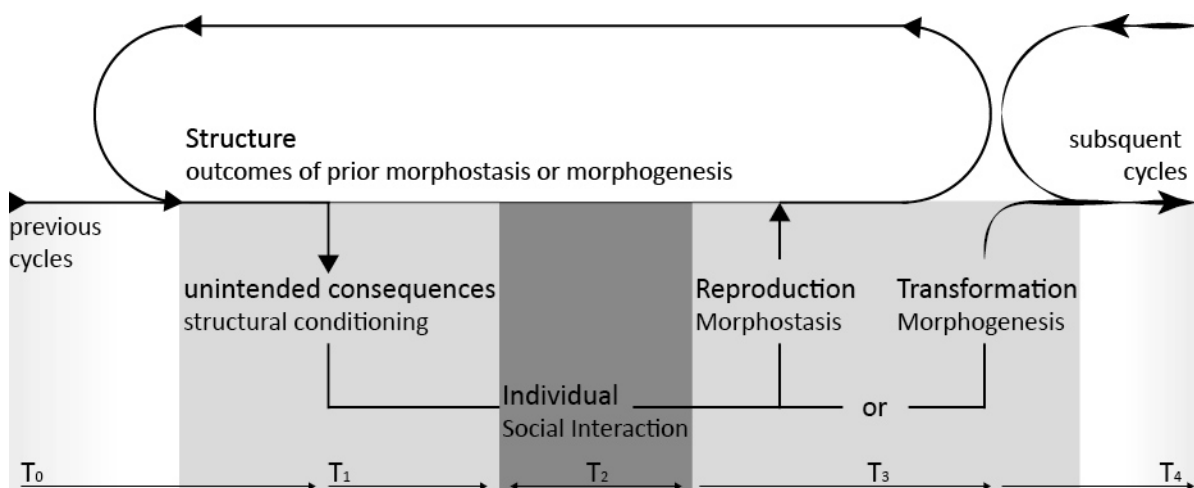 Structure
outcomes of prior morphostasis or morphogenesis
subsquent
cycles
previous
cycles
unintended consequences
structural conditioning
Reproduction
Morphostasis
Transformation
Morphogenesis
Individual
Social Interaction
or
T₀
T₁
T₂
T₃
T₄